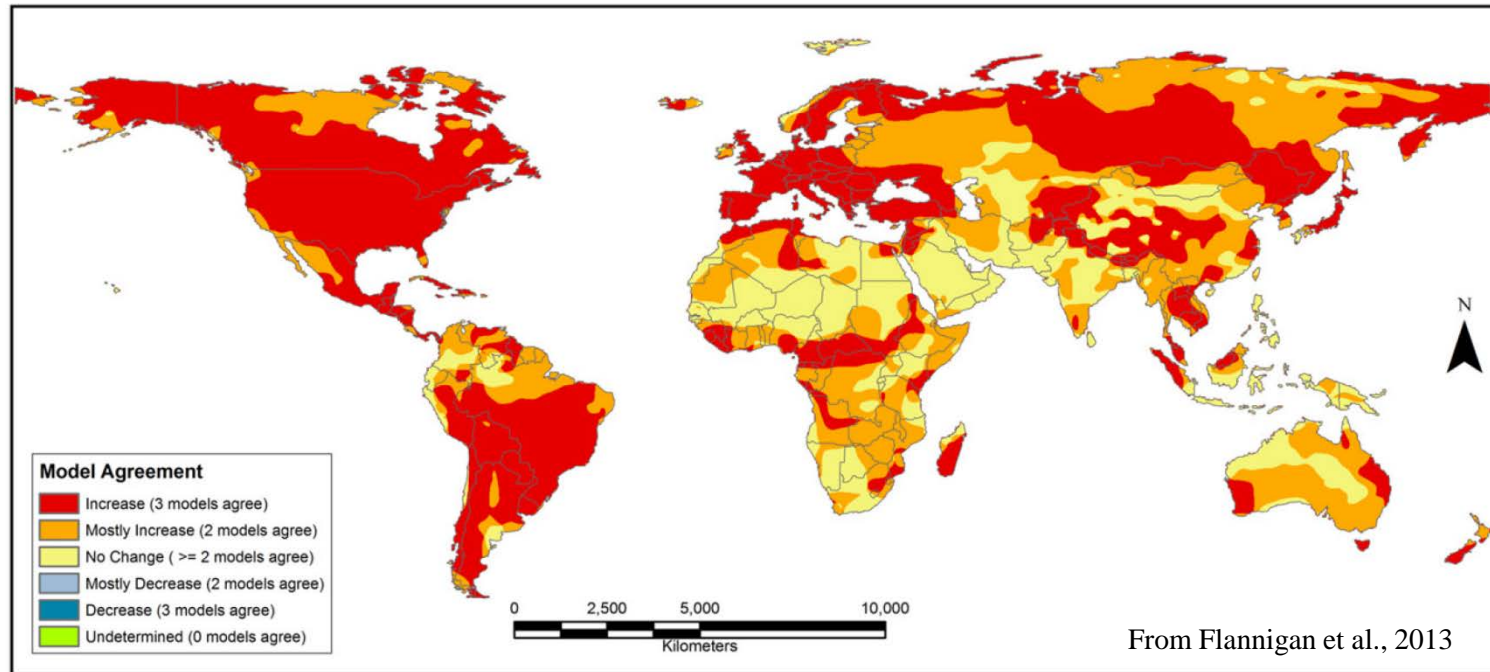 N
Model Agreement
Increase (3 models agree)
Mostly Increase (2 models agree)
No Change ( >= 2 models agree)
Mostly Decrease (2 models agree)
Decrease (3 models agree)
Undetermined (0 models agree)
0 2,500 5,000 10,000
Kilometers
From Flannigan et al., 2013